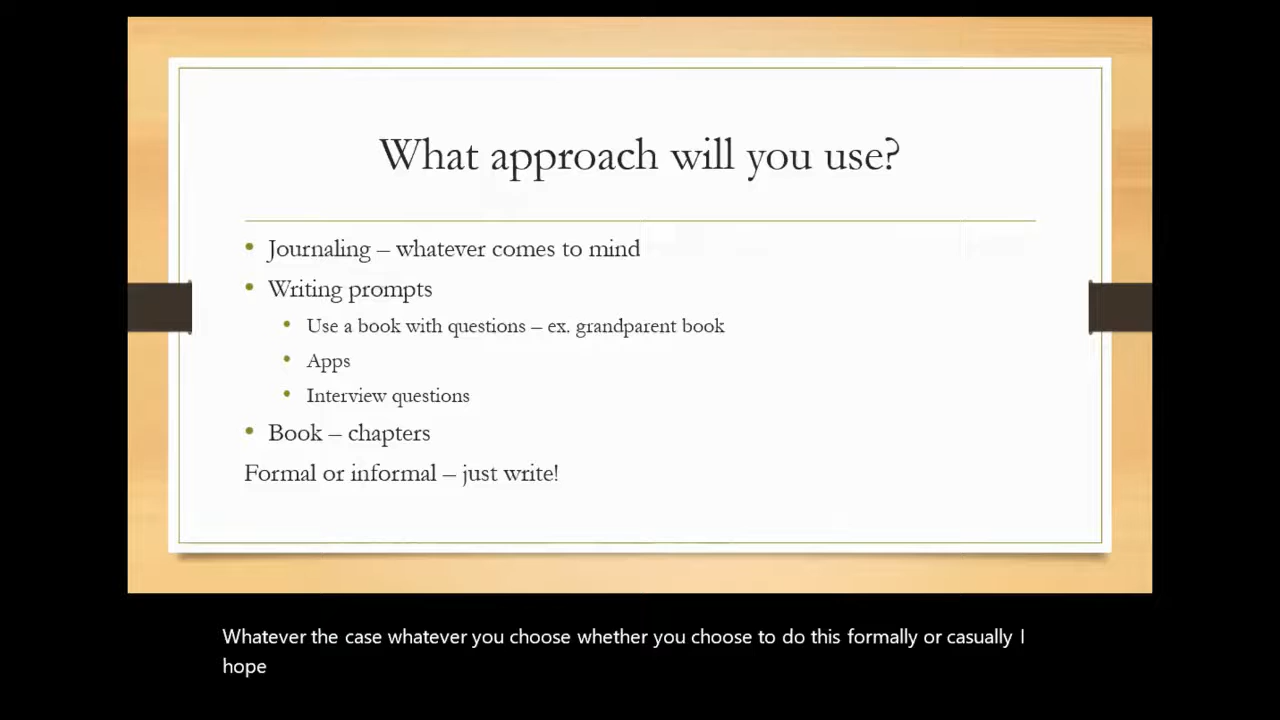 What approach will you use?
• Journaling – whatever comes to mind
• Writing prompts
• Use a book with questions – ex. grandparent book
• Apps
• Interview questions
• Book – chapters
Formal or informal – just write!
Whatever the case whatever you choose whether you choose to do this formally or casually I
hope